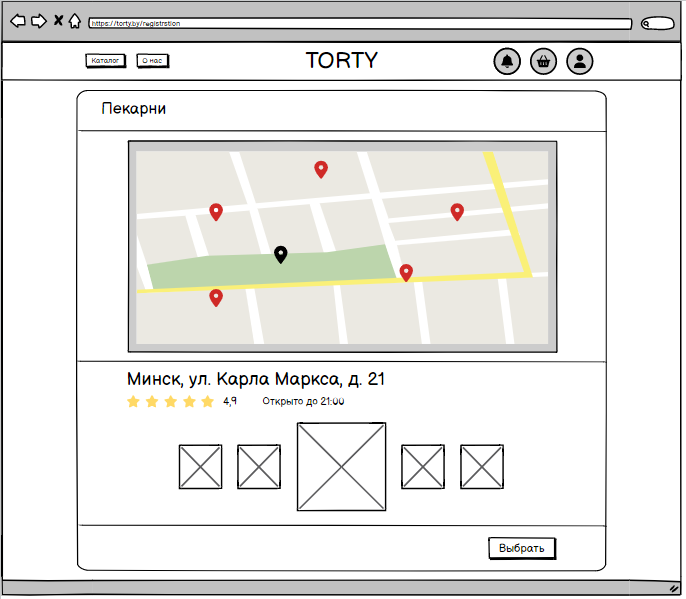 https://torty.by/registrstion
Каталог
О нас
TORTY
Пекарни
Минск, ул. Карла Маркса, д. 21
4,9
Открыто до 21:00
Выбрать